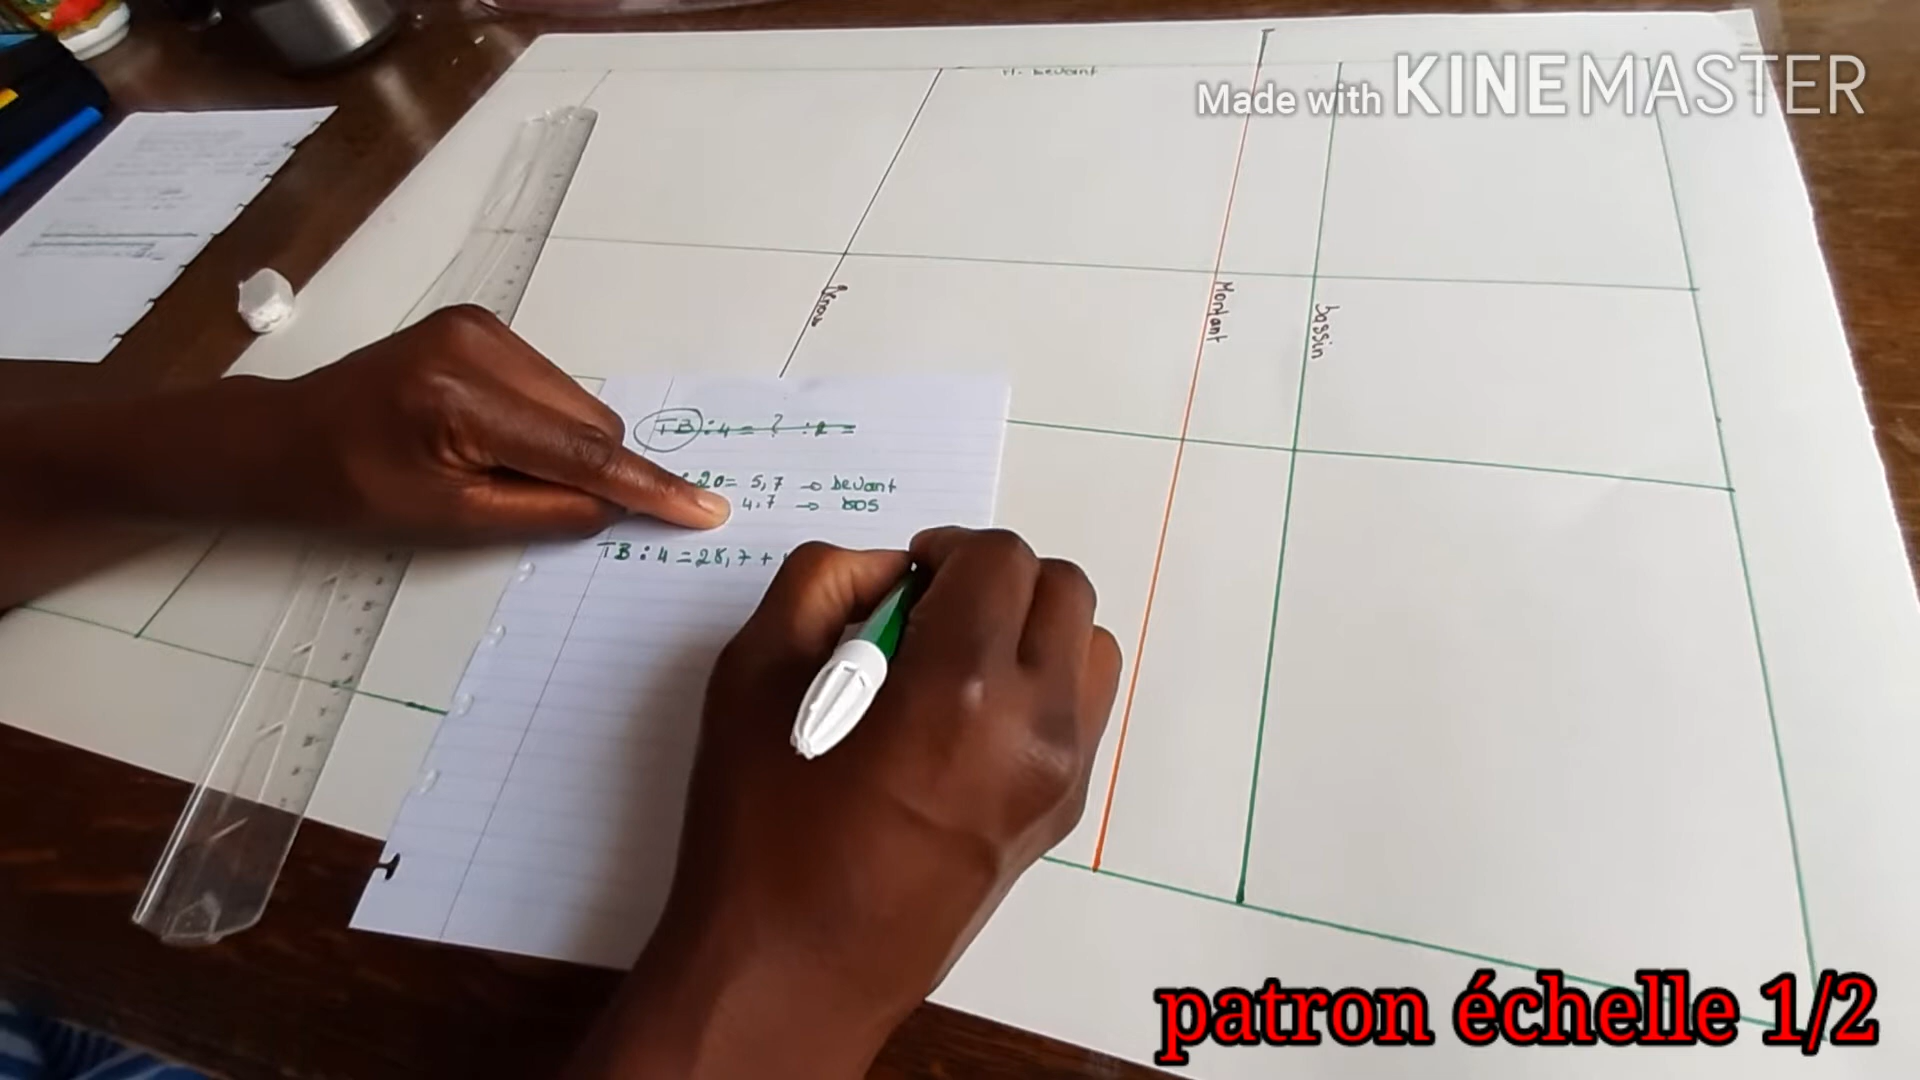 Made with KINEMASTER
H. Devant
Montant
bassin
TB : 4 = ? : 2 =
: 20 = 5,7 → Devant
4,7 → DOS
TB : 4 = 28,7 +
patron échelle 1/2